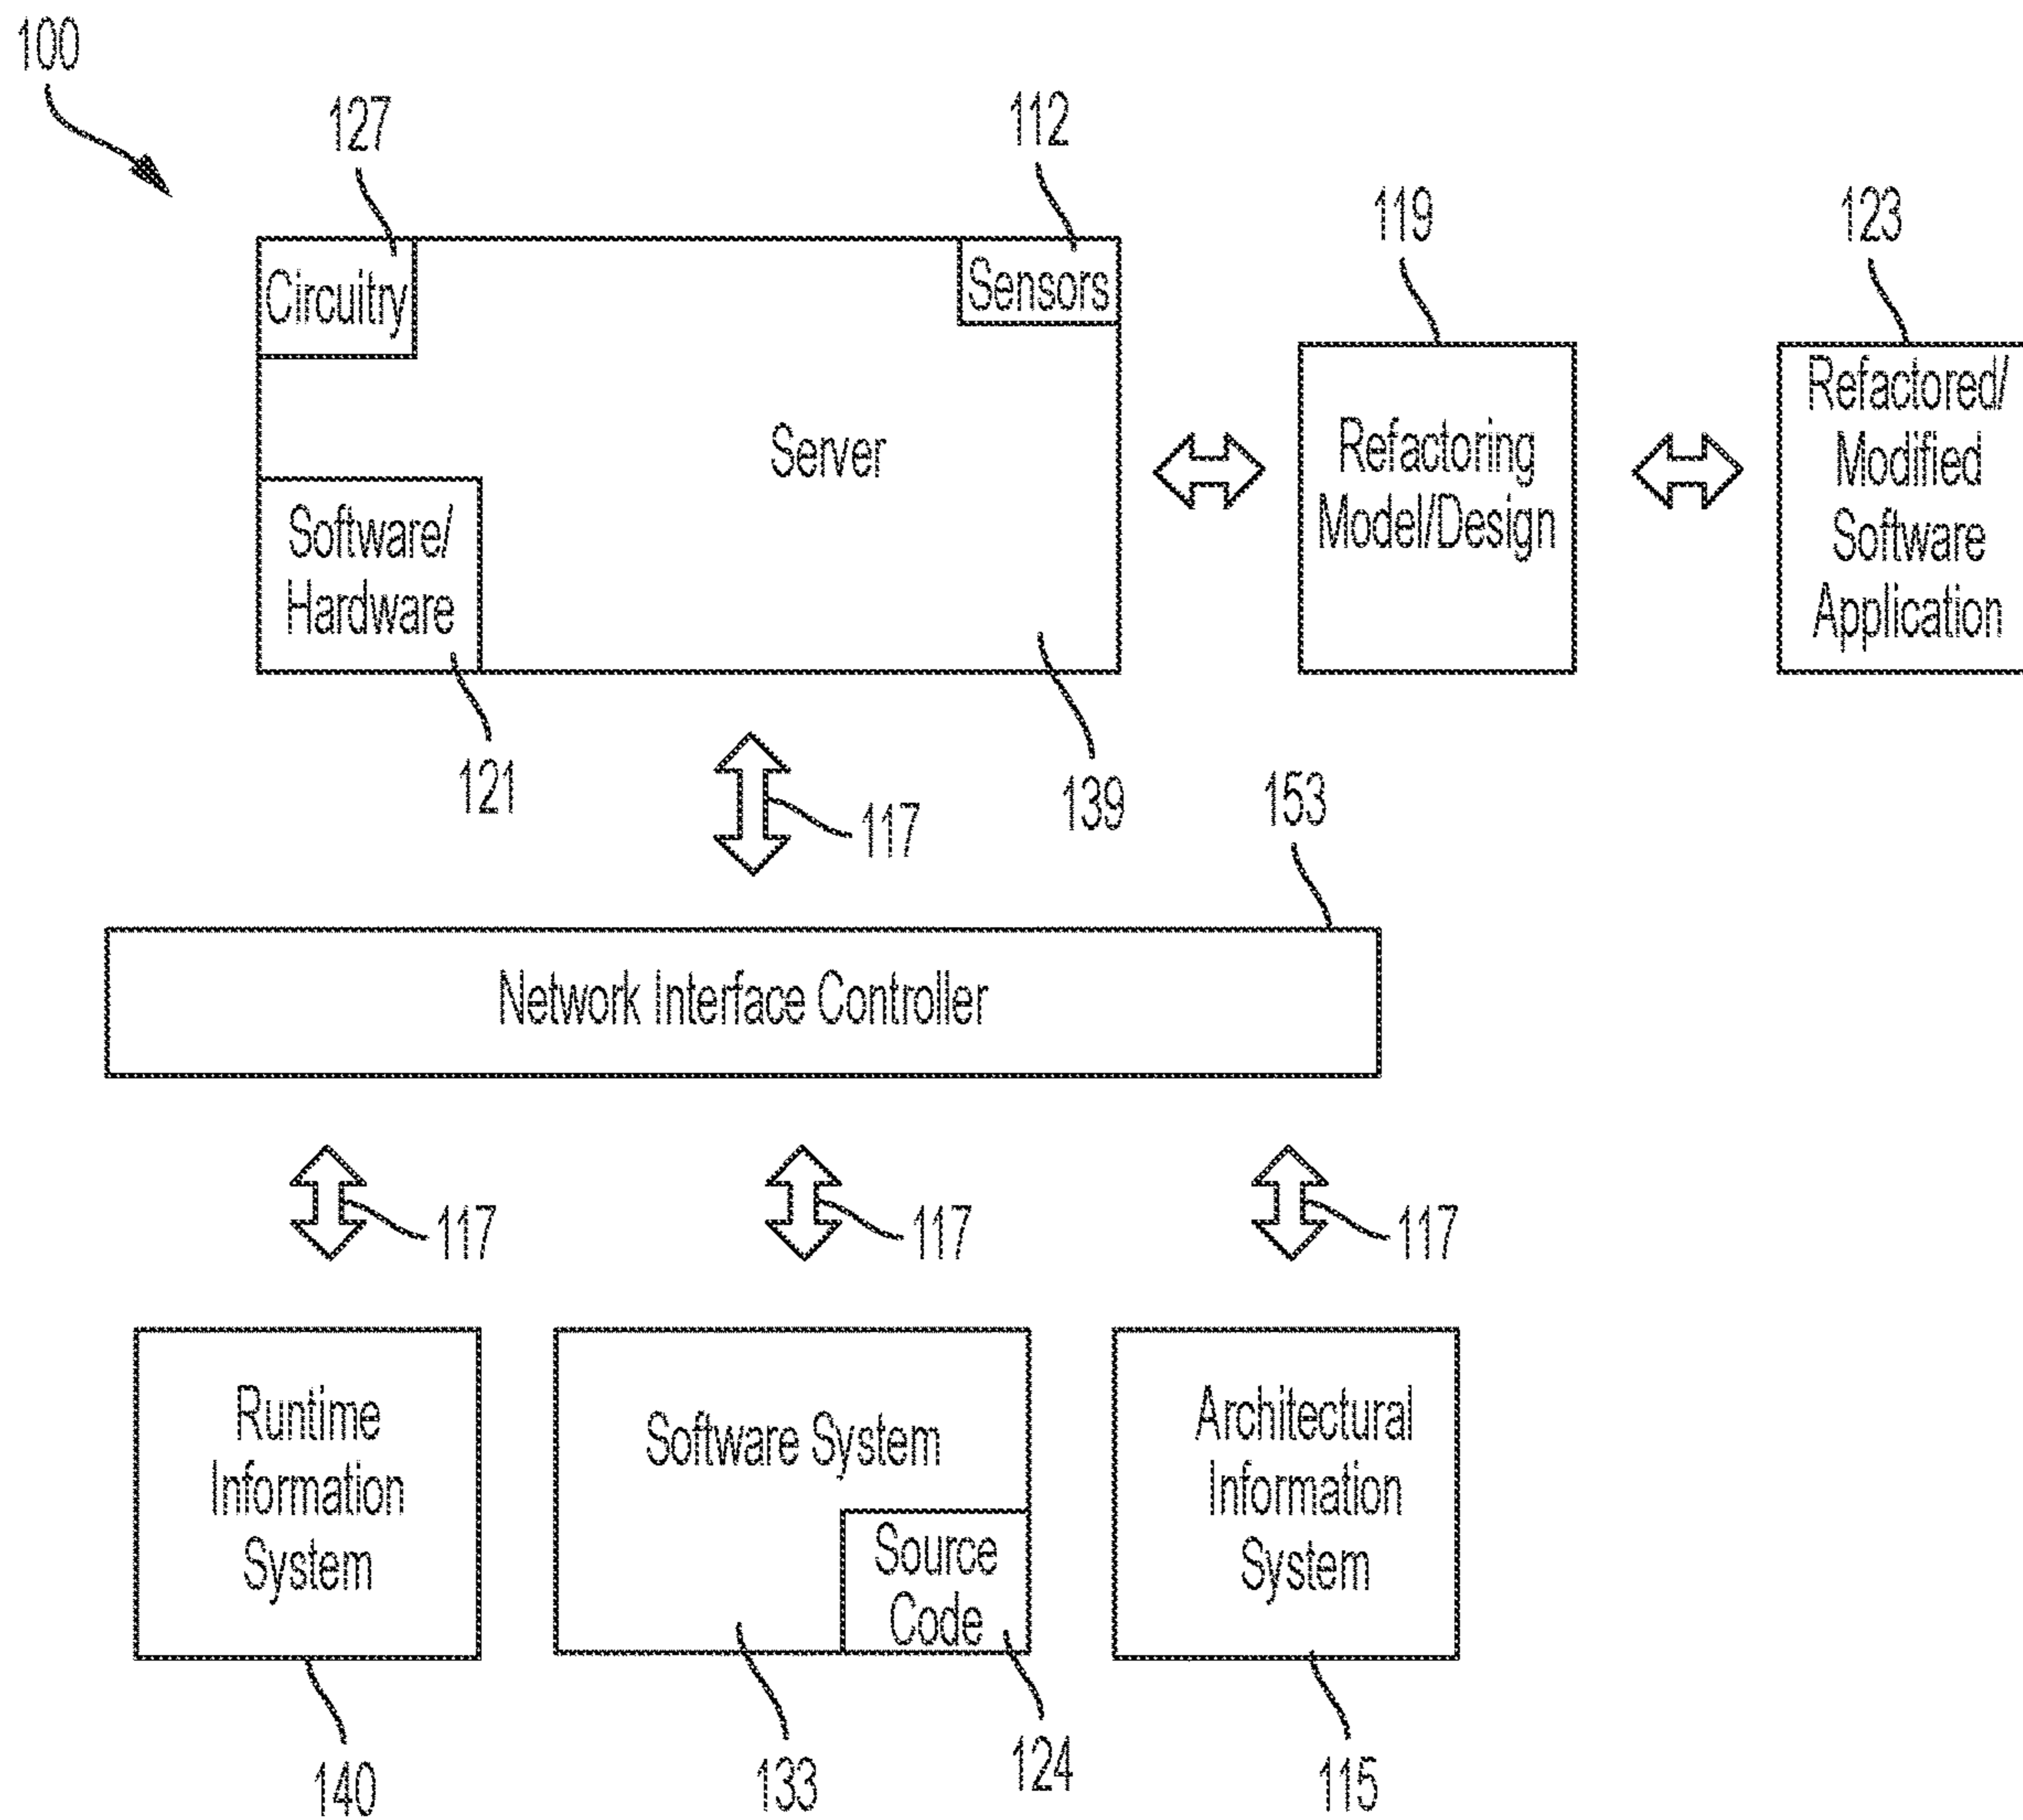 100
127
112
119
123
Circuitry
Sensors
Server
Software/
Hardware
Refactoring
Model/Design
Refactored/
Modified
Software
Application
121
117
139
153
Network Interface Controller
117
117
117
Runtime
Information
System
Software System
Source
Code
Architectural
Information
System
140
133
124
115